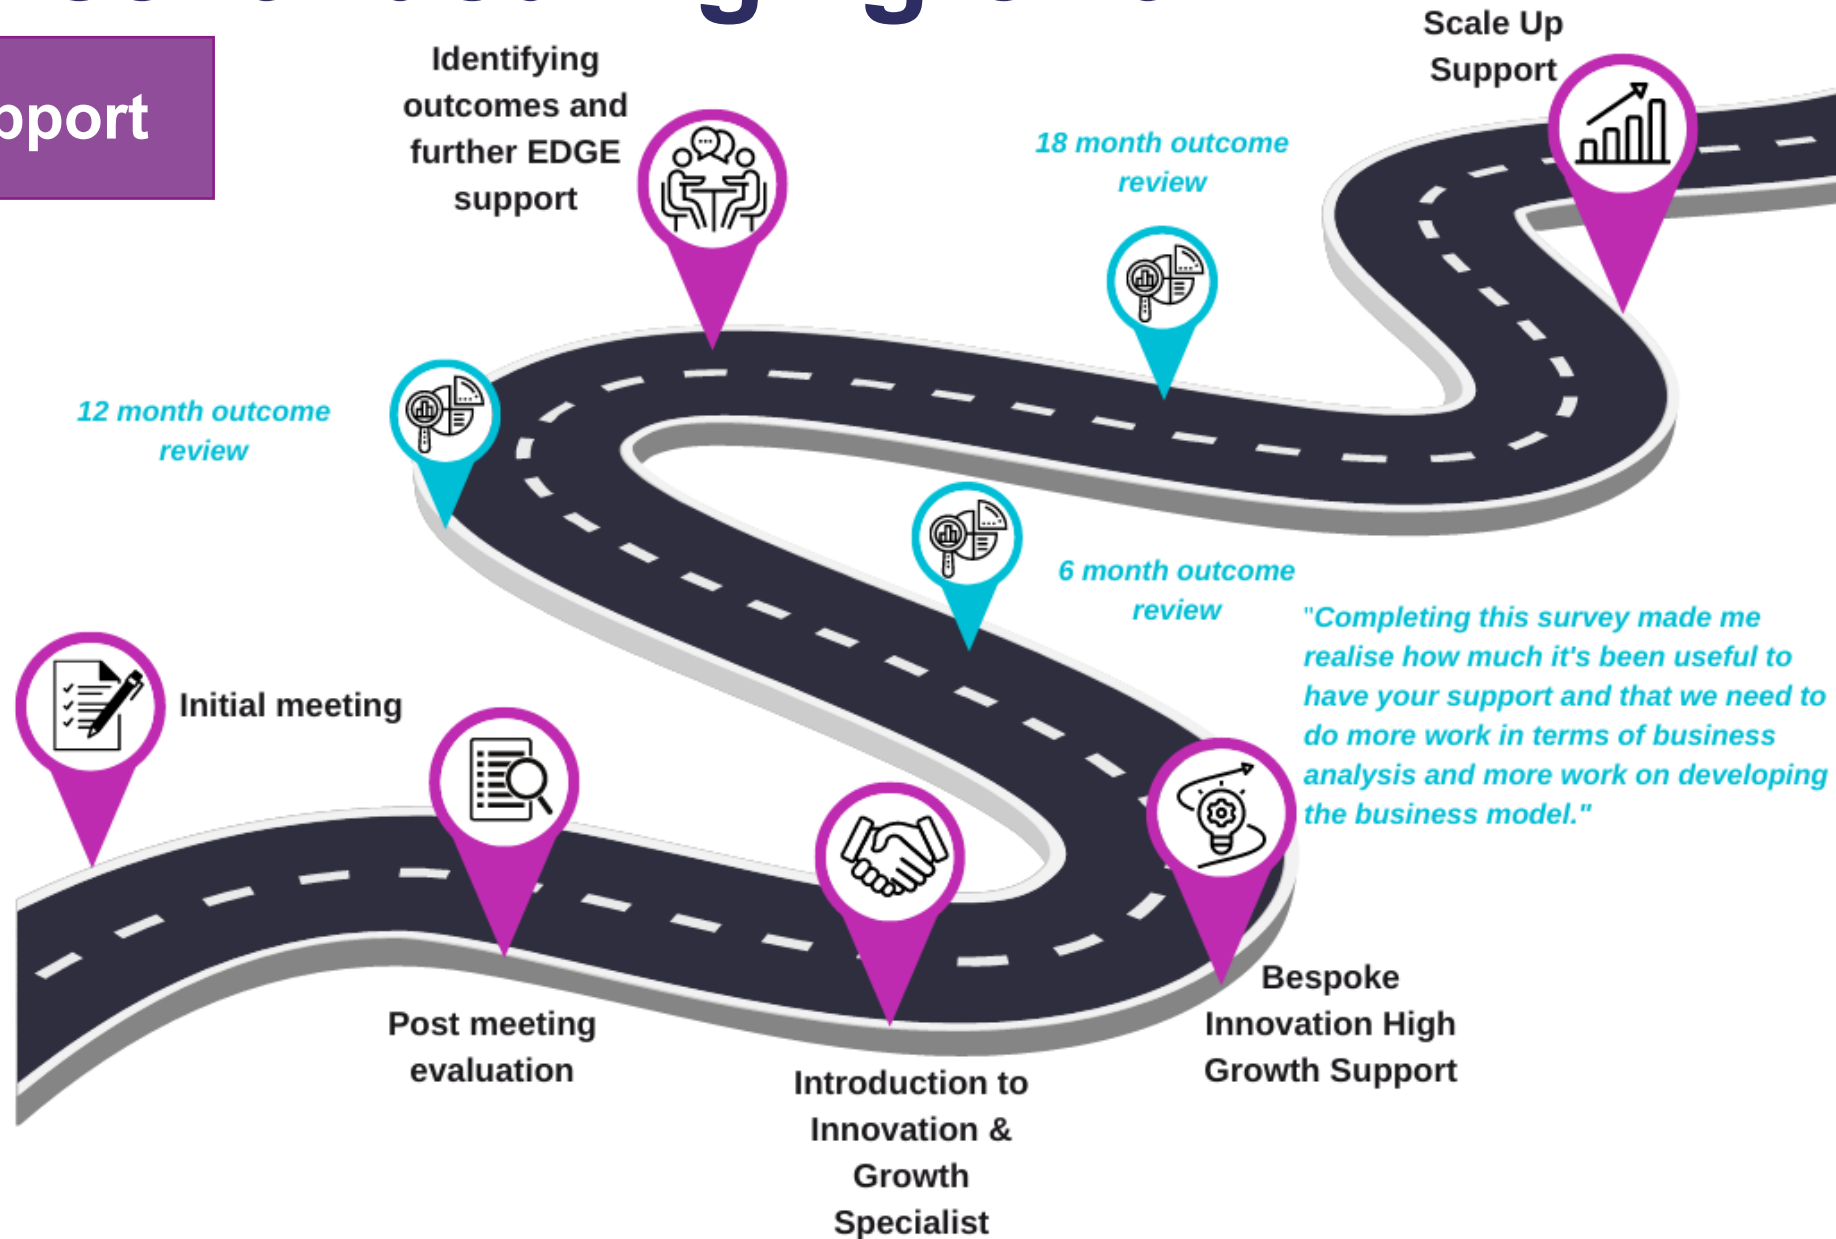 pport
Identifying
outcomes and
further EDGE
support
Scale Up
Support
18 month outcome
review
12 month outcome
review
6 month outcome
review
"Completing this survey made me
realise how much it's been useful to
have your support and that we need to
do more work in terms of business
analysis and more work on developing
the business model."
Initial meeting
Post meeting
evaluation
Introduction to
Innovation &
Growth
Specialist
Bespoke
Innovation High
Growth Support